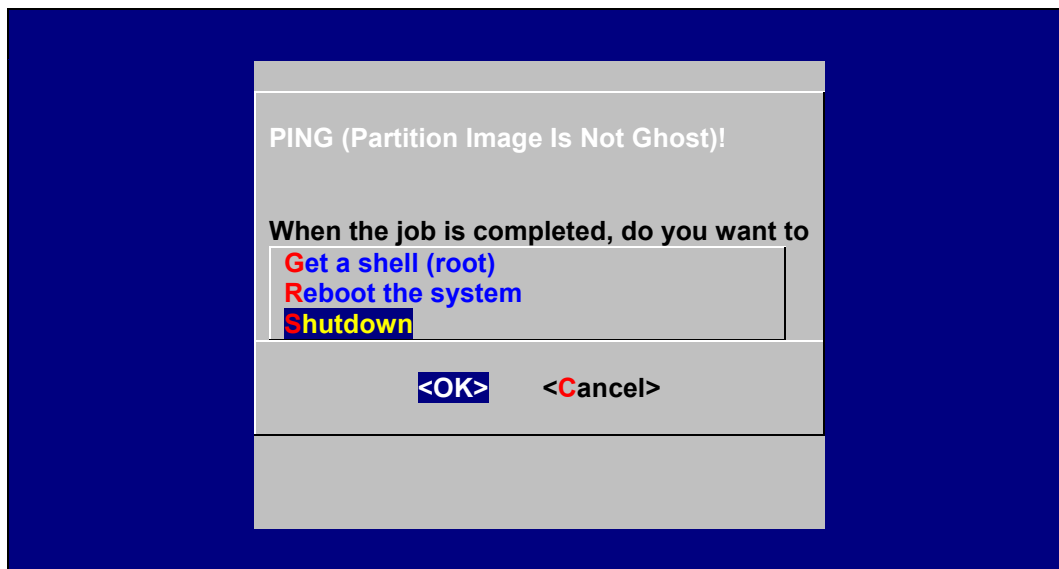 PING (Partition Image Is Not Ghost)!
When the job is completed, do you want to
Get a shell (root)
Reboot the system
Shutdown
<OK> <Cancel>